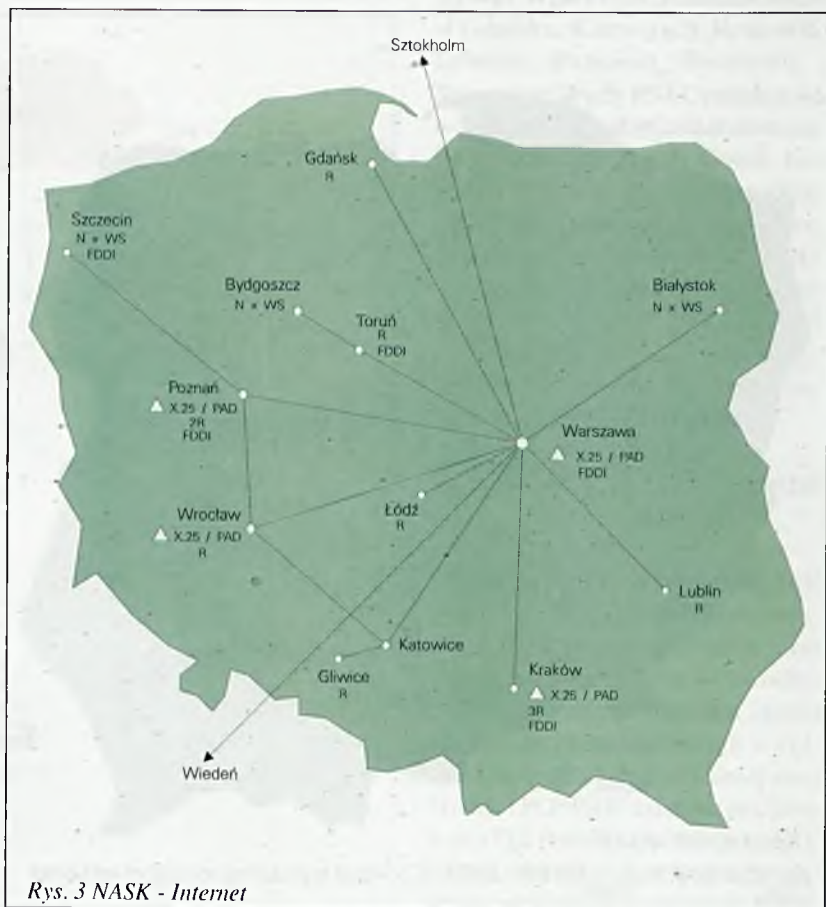 Sztokholm
Gdańsk
R
Szczecin
N × WS
FDDI
Bydgoszcz
N × WS
Toruń
R
FDDI
Białystok
N × WS
Poznań
X.25 / PAD
2R
FDDI
Warszawa
X.25 / PAD
FDDI
Łódź
R
Wrocław
X.25 / PAD
R
Lublin
R
Katowice
Gliwice
R
Kraków
X.25 / PAD
3R
FDDI
Wiedeń
Rys. 3 NASK - Internet